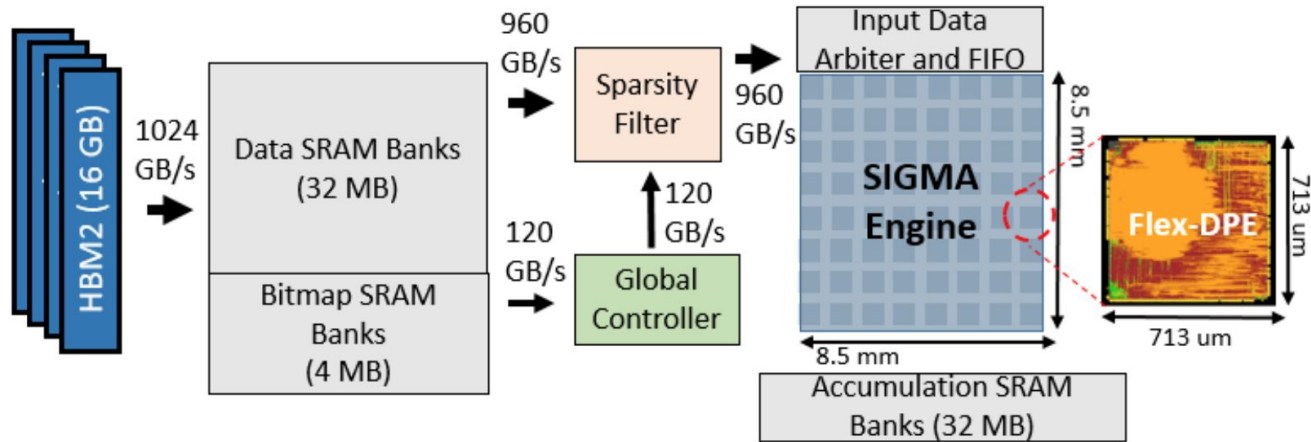 HBM2 (16 GB)
1024
GB/s
Data SRAM Banks
(32 MB)
Bitmap SRAM
Banks
(4 MB)
960
GB/s
120
GB/s
Sparsity
Filter
120
GB/s
Global
Controller
960
GB/s
Input Data
Arbiter and FIFO
SIGMA
Engine
8.5 mm
8.5 mm
Accumulation SRAM
Banks (32 MB)
Flex-DPE
713 um
713 um